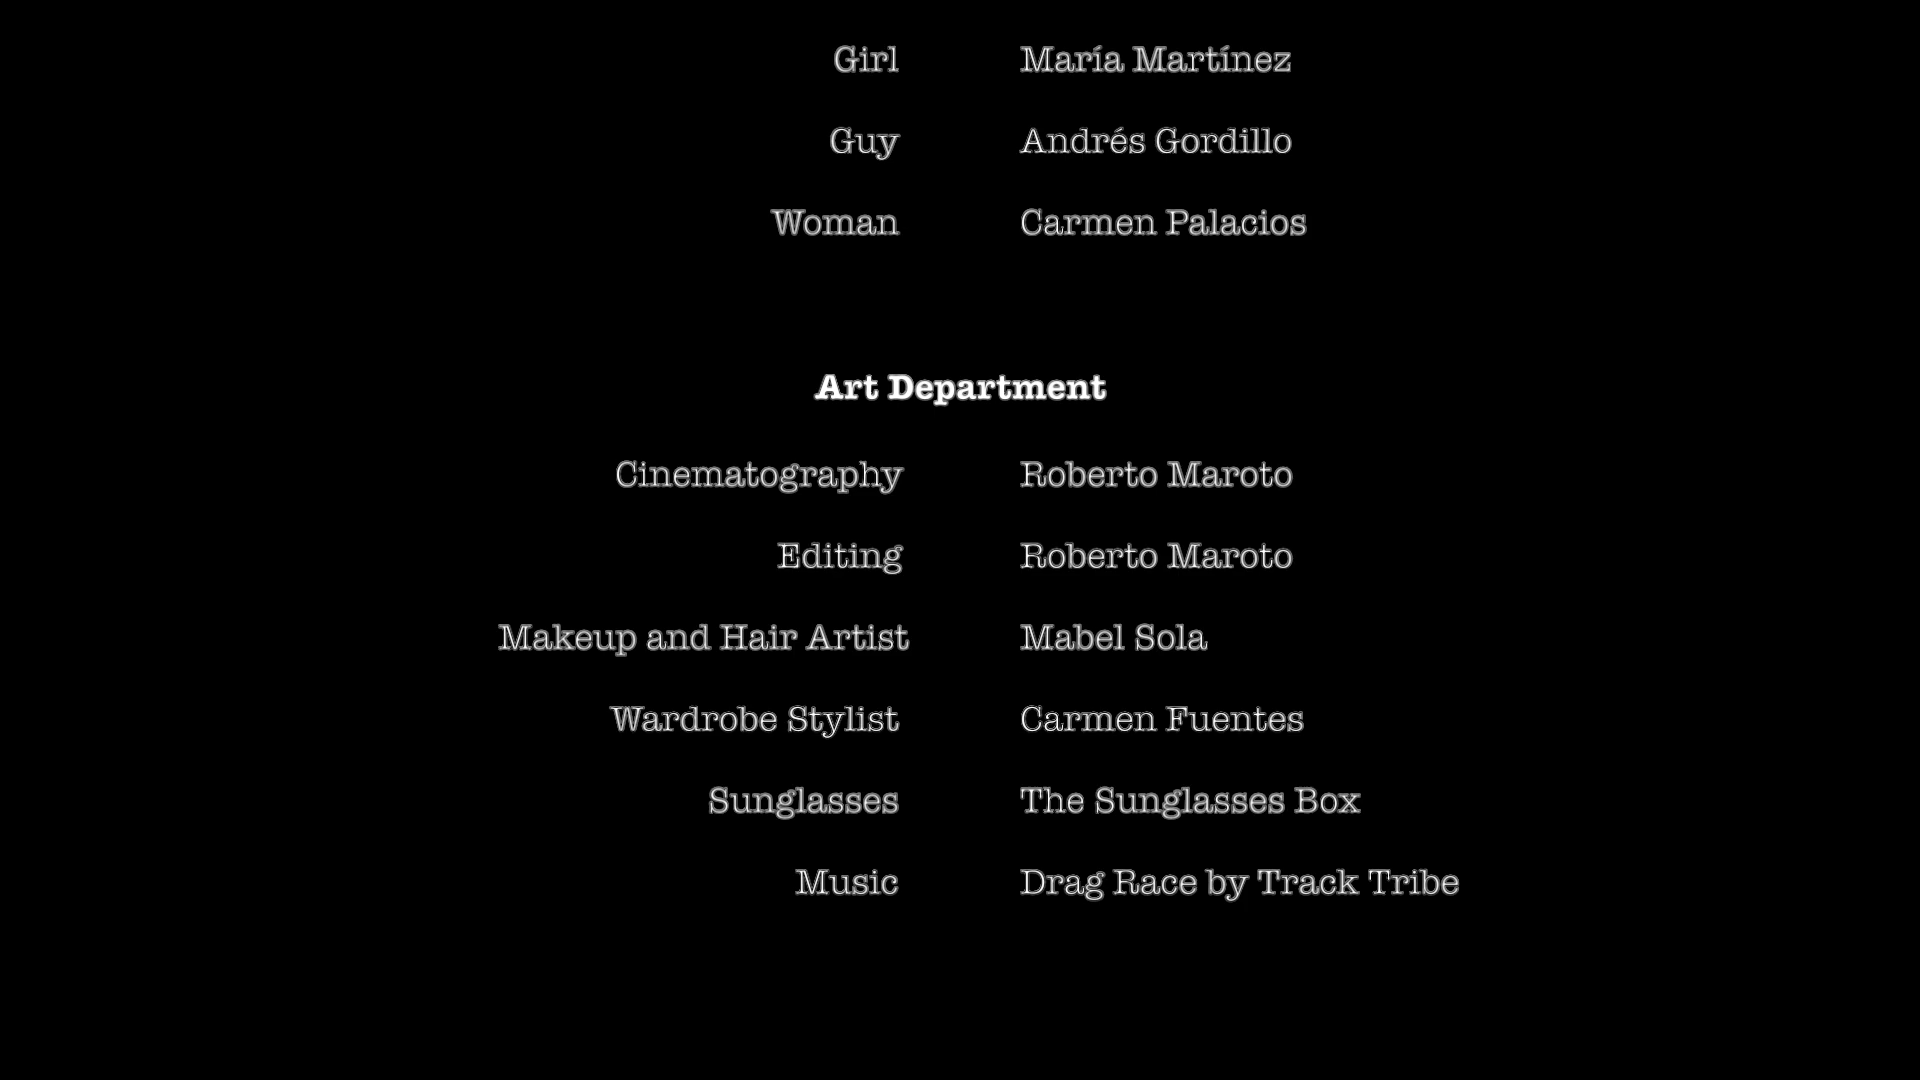 Girl María Martínez
Guy Andrés Gordillo
Woman Carmen Palacios
Art Department
Cinematography Roberto Maroto
Editing Roberto Maroto
Makeup and Hair Artist Mabel Sola
Wardrobe Stylist Carmen Fuentes
Sunglasses The Sunglasses Box
Music Drag Race by Track Tribe